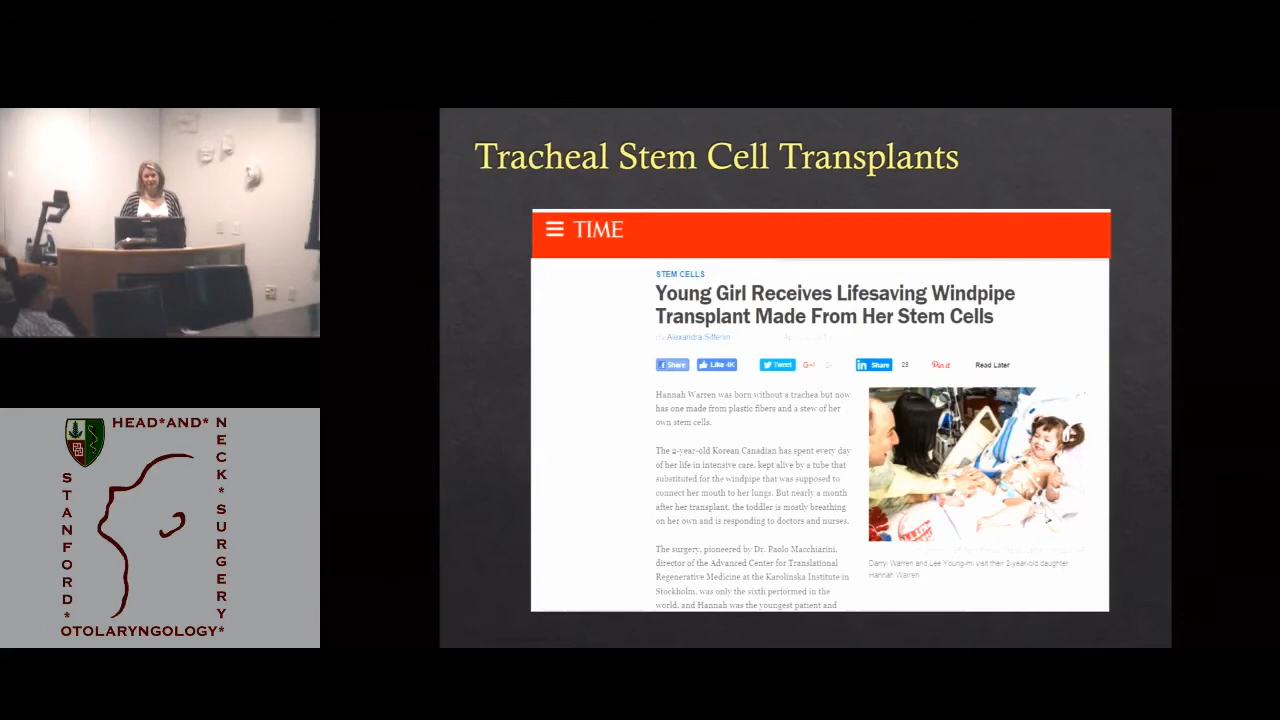 Tracheal Stem Cell Transplants
TIME
STEM CELLS
Young Girl Receives Lifesaving Windpipe
Transplant Made From Her Stem Cells
Alexandra Sifferlin
Share
Like 4K
Tweet
G+1
Share
28
Pin it
Read Later
Hannah Warren was born without a trachea but now
has one made from plastic fibers and a stew of her
own stem cells.
The 2-year-old Korean Canadian has spent every day
of her life in intensive care, kept alive by a tube that
substituted for the windpipe that was supposed to
connect her mouth to her lungs. But nearly a month
after her transplant, the toddler is mostly breathing
on her own and is responding to doctors and nurses.
The surgery, pioneered by Dr. Paolo Macchiarini,
director of the Advanced Center for Translational
Regenerative Medicine at the Karolinska Institute in
Stockholm, was only the sixth performed in the
world, and Hannah was the youngest patient and
Darryl Warren and Lee Young-mi visit their 2-year-old daughter
Hannah Warren
STANFORD*
HEAD*AND*
NECK*SURGERY*
OTOLARYNGOLOGY*